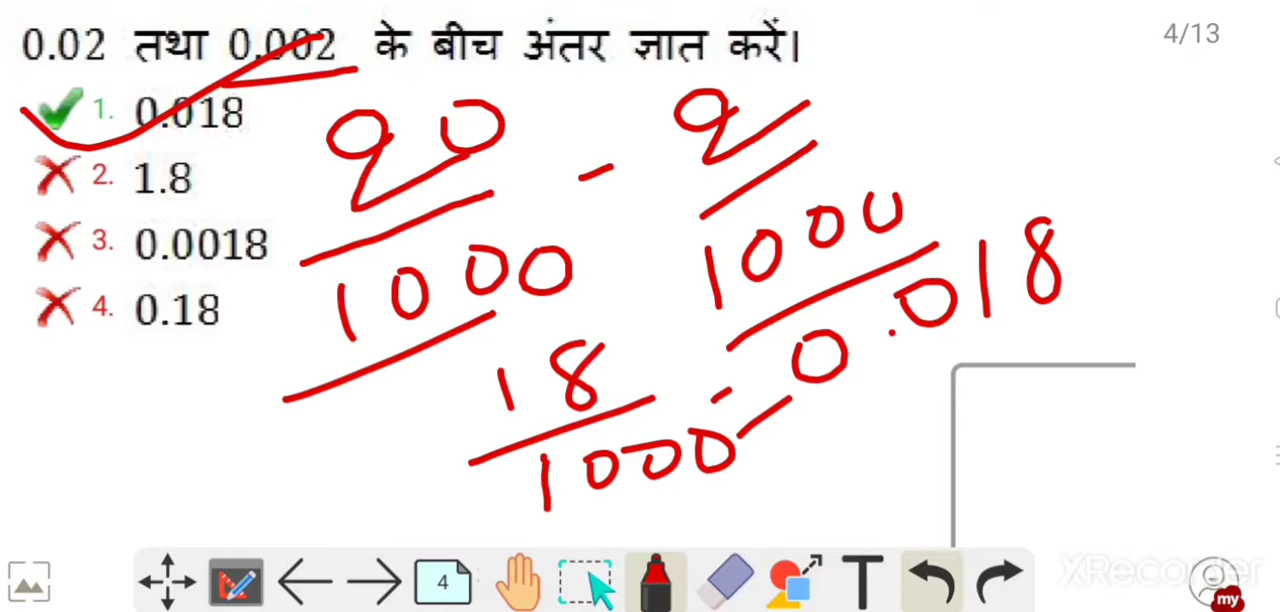 0.02 तथा 0.002 के बीच अंतर ज्ञात करें।
4/13
1. 0.018
2. 1.8
3. 0.0018
4. 0.18
20/1000 - 2/1000
18/1000 = 0.018
4
T
XRecorder
my